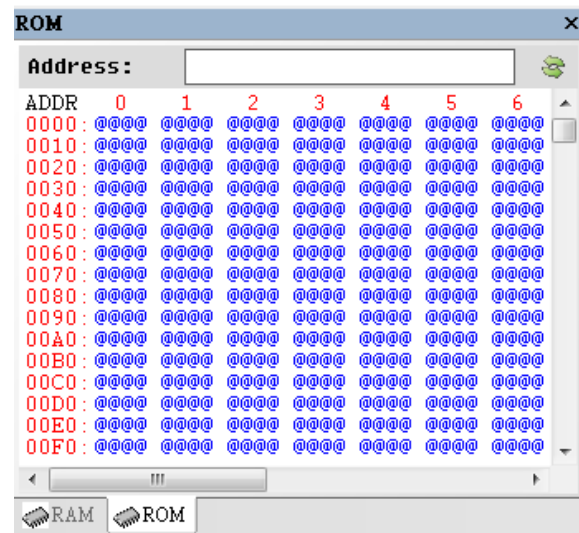 ROM ×
Address:
ADDR 0 1 2 3 4 5 6
0000: @@@@ @@@@ @@@@ @@@@ @@@@ @@@@ @@@@
0010: @@@@ @@@@ @@@@ @@@@ @@@@ @@@@ @@@@
0020: @@@@ @@@@ @@@@ @@@@ @@@@ @@@@ @@@@
0030: @@@@ @@@@ @@@@ @@@@ @@@@ @@@@ @@@@
0040: @@@@ @@@@ @@@@ @@@@ @@@@ @@@@ @@@@
0050: @@@@ @@@@ @@@@ @@@@ @@@@ @@@@ @@@@
0060: @@@@ @@@@ @@@@ @@@@ @@@@ @@@@ @@@@
0070: @@@@ @@@@ @@@@ @@@@ @@@@ @@@@ @@@@
0080: @@@@ @@@@ @@@@ @@@@ @@@@ @@@@ @@@@
0090: @@@@ @@@@ @@@@ @@@@ @@@@ @@@@ @@@@
00A0: @@@@ @@@@ @@@@ @@@@ @@@@ @@@@ @@@@
00B0: @@@@ @@@@ @@@@ @@@@ @@@@ @@@@ @@@@
00C0: @@@@ @@@@ @@@@ @@@@ @@@@ @@@@ @@@@
00D0: @@@@ @@@@ @@@@ @@@@ @@@@ @@@@ @@@@
00E0: @@@@ @@@@ @@@@ @@@@ @@@@ @@@@ @@@@
00F0: @@@@ @@@@ @@@@ @@@@ @@@@ @@@@ @@@@
RAM ROM